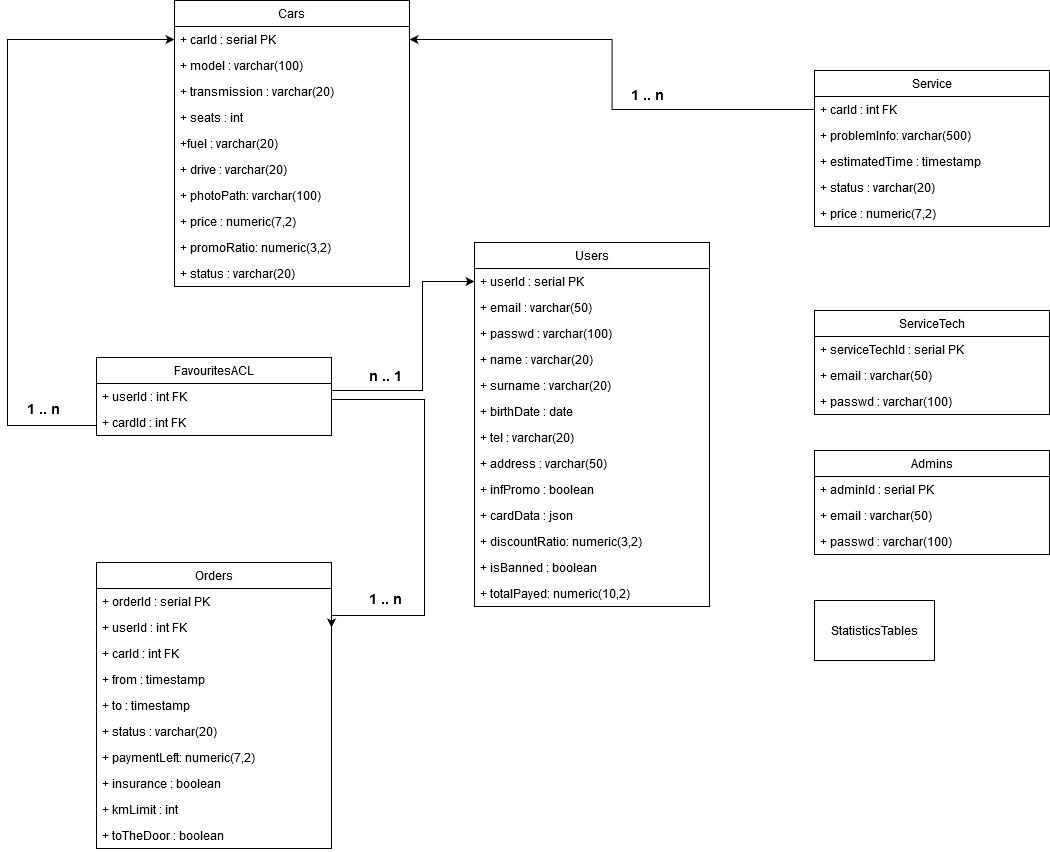 Cars
+ carId : serial PK
+ model : varchar(100)
+ transmission : varchar(20)
+ seats : int
+fuel : varchar(20)
+ drive : varchar(20)
+ photoPath: varchar(100)
+ price : numeric(7,2)
+ promoRatio: numeric(3,2)
+ status : varchar(20)
1 .. n
Service
+ carId : int FK
+ problemInfo: varchar(500)
+ estimatedTime : timestamp
+ status : varchar(20)
+ price : numeric(7,2)
Users
+ userId : serial PK
+ email : varchar(50)
+ passwd : varchar(100)
+ name : varchar(20)
+ surname : varchar(20)
+ birthDate : date
+ tel : varchar(20)
+ address : varchar(50)
+ infPromo : boolean
+ cardData : json
+ discountRatio: numeric(3,2)
+ isBanned : boolean
+ totalPayed: numeric(10,2)
ServiceTech
+ serviceTechId : serial PK
+ email : varchar(50)
+ passwd : varchar(100)
FavouritesACL
+ userId : int FK
+ cardId : int FK
n .. 1
1 .. n
Admins
+ adminId : serial PK
+ email : varchar(50)
+ passwd : varchar(100)
Orders
+ orderId : serial PK
+ userId : int FK
+ carId : int FK
+ from : timestamp
+ to : timestamp
+ status : varchar(20)
+ paymentLeft: numeric(7,2)
+ insurance : boolean
+ kmLimit : int
+ toTheDoor : boolean
1 .. n
StatisticsTables